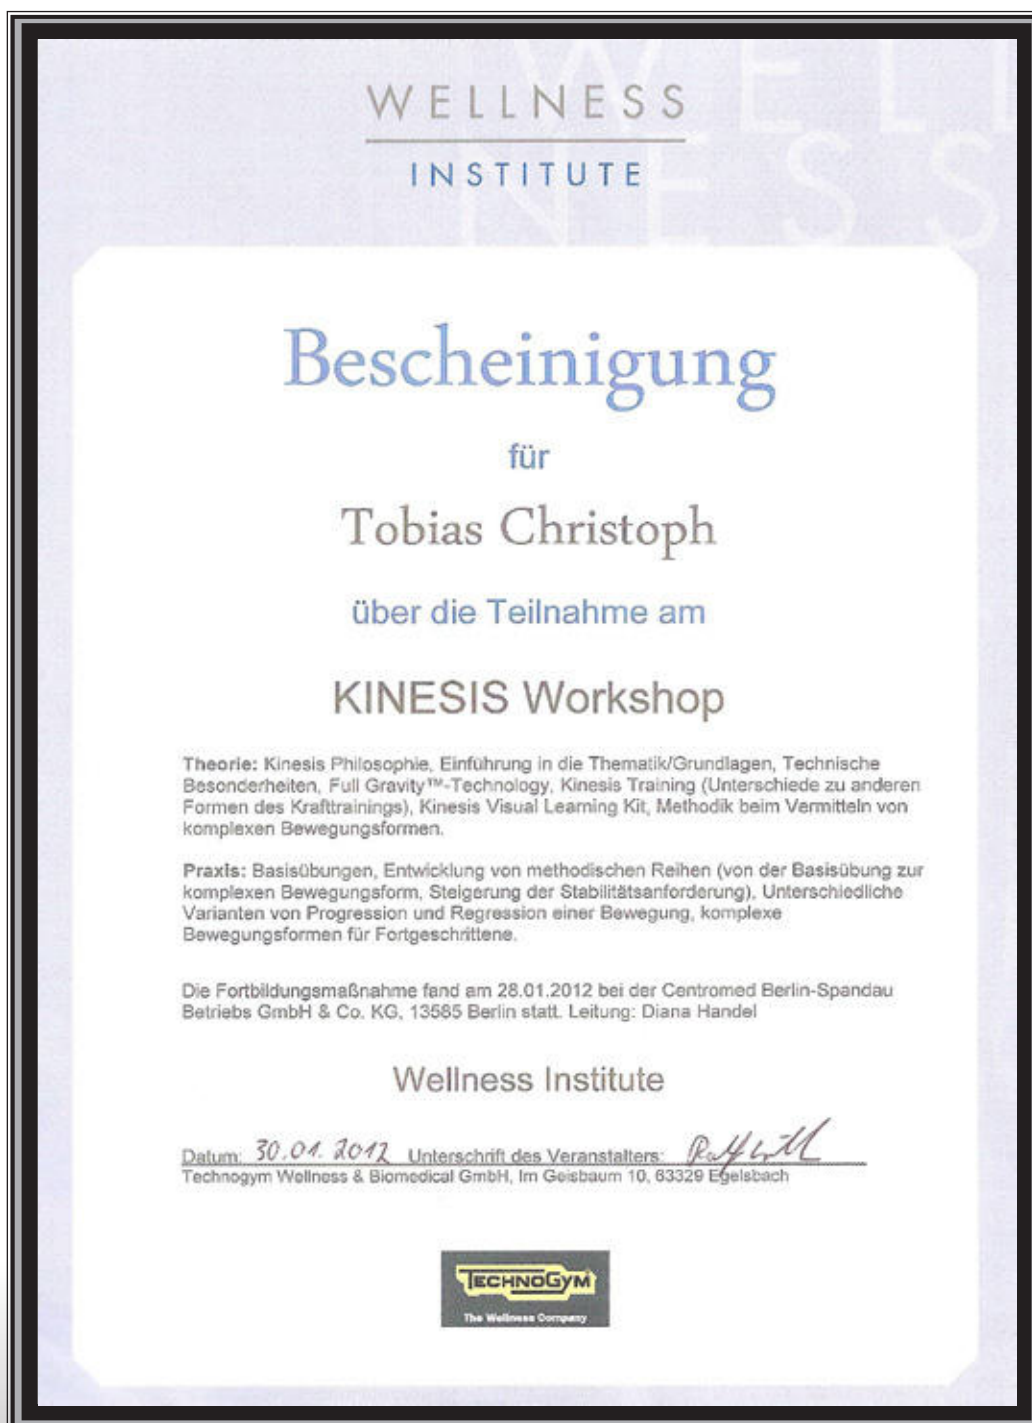 WELLNESS
INSTITUTE
WELL
NESS
Bescheinigung
für
Tobias Christoph
über die Teilnahme am
KINESIS Workshop
Theorie: Kinesis Philosophie, Einführung in die Thematik/Grundlagen, Technische
Besonderheiten, Full Gravity™-Technology, Kinesis Training (Unterschiede zu anderen
Formen des Krafttrainings), Kinesis Visual Learning Kit, Methodik beim Vermitteln von
komplexen Bewegungsformen.
Praxis: Basisübungen, Entwicklung von methodischen Reihen (von der Basisübung zur
komplexen Bewegungsform, Steigerung der Stabilitätsanforderung), Unterschiedliche
Varianten von Progression und Regression einer Bewegung, komplexe
Bewegungsformen für Fortgeschrittene.
Die Fortbildungsmaßnahme fand am 28.01.2012 bei der Centromed Berlin-Spandau
Betriebs GmbH & Co. KG, 13585 Berlin statt. Leitung: Diana Handel
Wellness Institute
Datum: 30.01.2012 Unterschrift des Veranstalters:
Technogym Wellness & Biomedical GmbH, Im Geisbaum 10, 63329 Egelsbach
TECHNOGYM
The Wellness Company